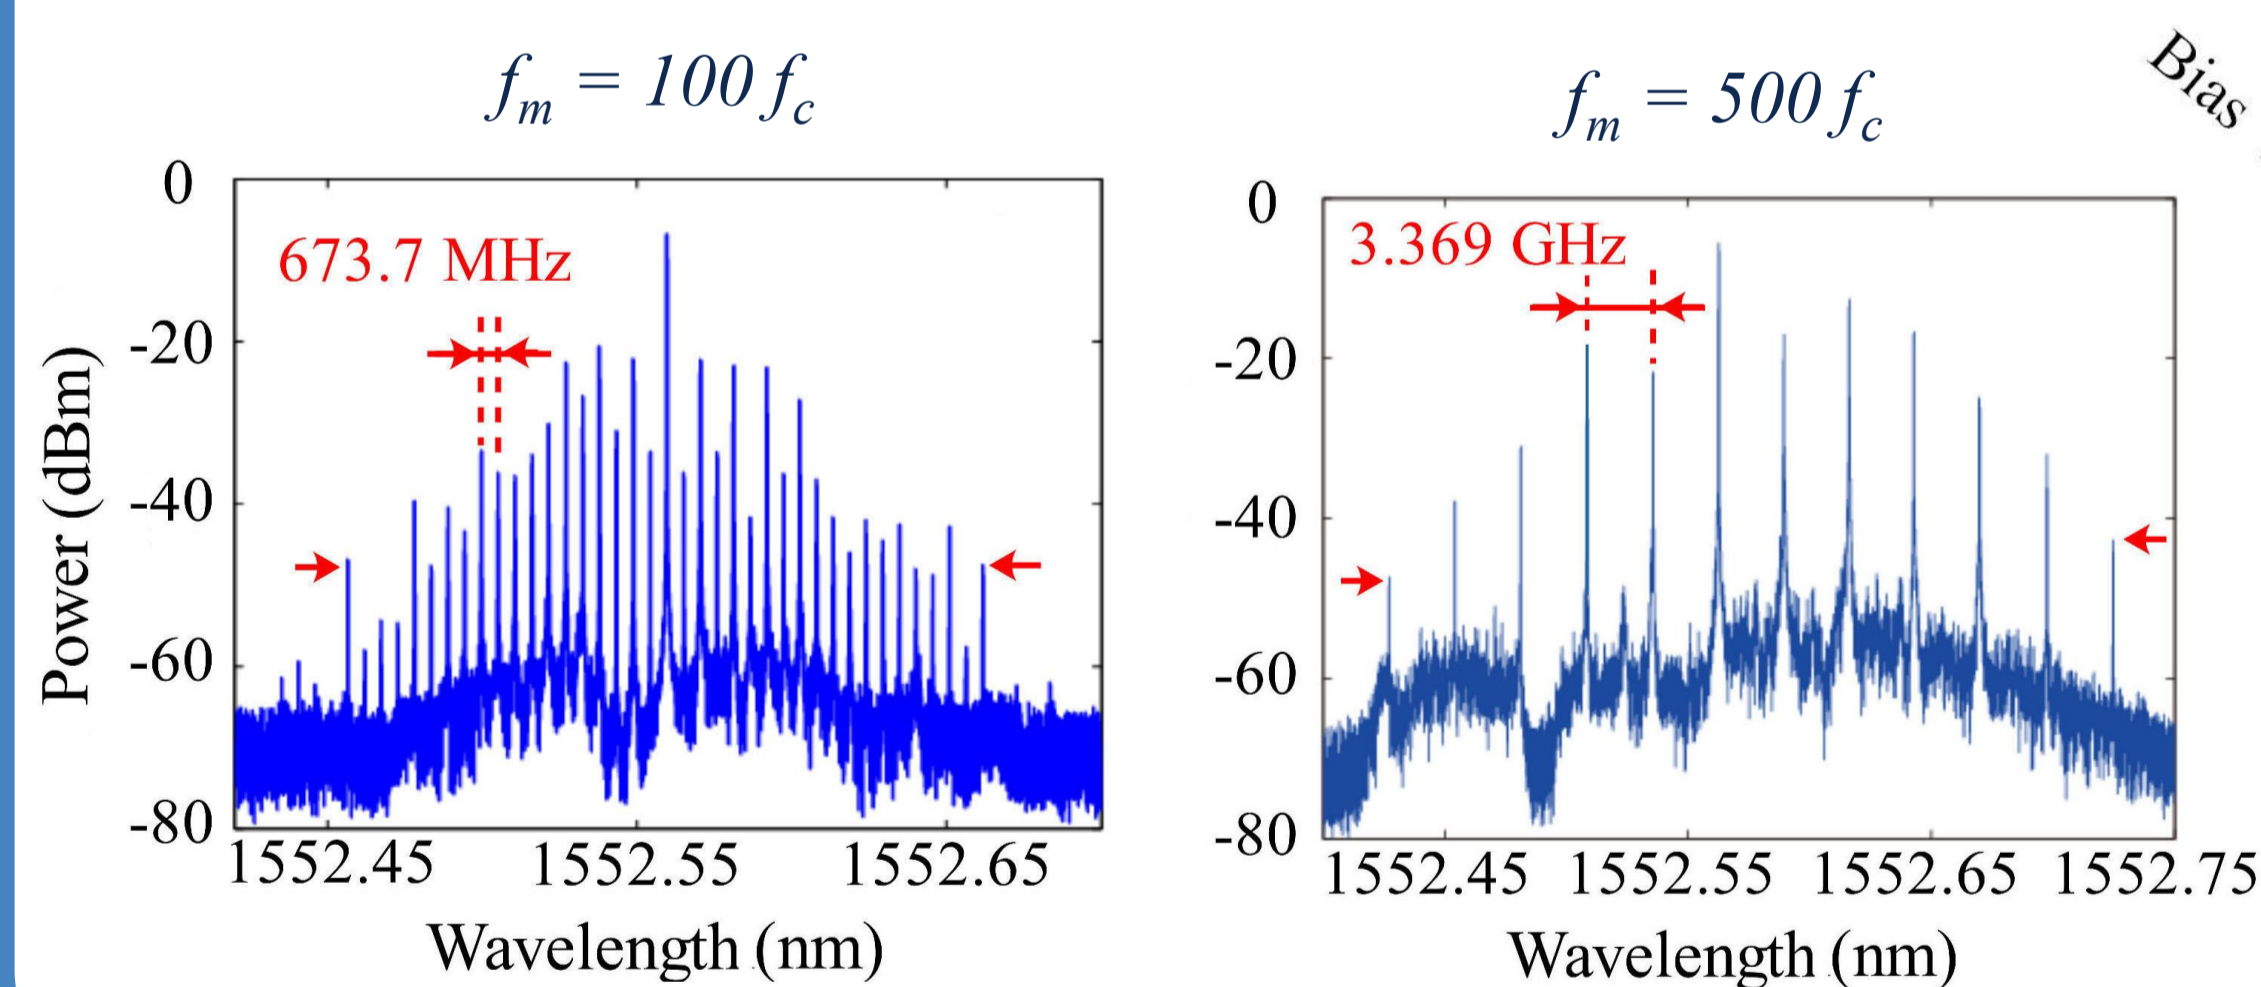 f_m = 100 f_c
0
-20
-40
-60
-80
673.7 MHz
Power (dBm)
1552.45 1552.55 1552.65
Wavelength (nm)
f_m = 500 f_c
0
-20
-40
-60
-80
3.369 GHz
1552.45 1552.55 1552.65 1552.75
Wavelength (nm)
Bias